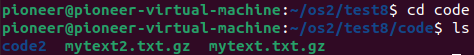 pioneer@pioneer-virtual-machine:~/os2/test8$ cd code
pioneer@pioneer-virtual-machine:~/os2/test8/code$ ls
code2  mytext2.txt.gz  mytext.txt.gz